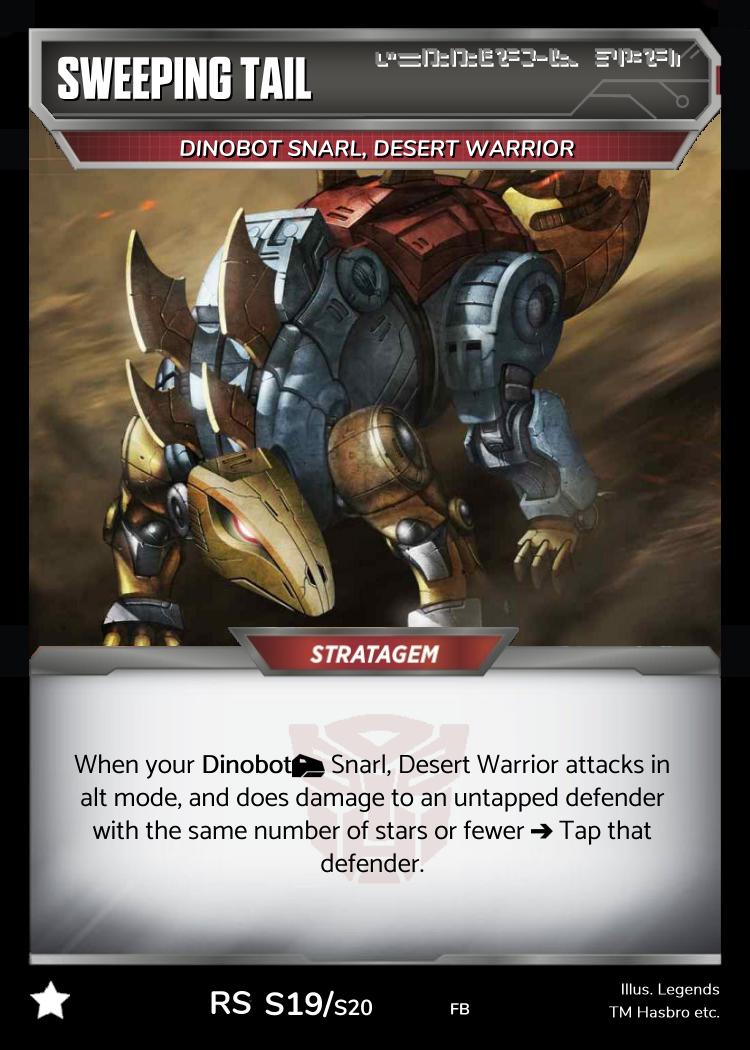 SWEEPING TAIL
DINOBOT SNARL, DESERT WARRIOR
STRATAGEM
When your Dinobot Snarl, Desert Warrior attacks in
alt mode, and does damage to an untapped defender
with the same number of stars or fewer ➔ Tap that
defender.
RS S19/S20 FB
Illus. Legends
TM Hasbro etc.